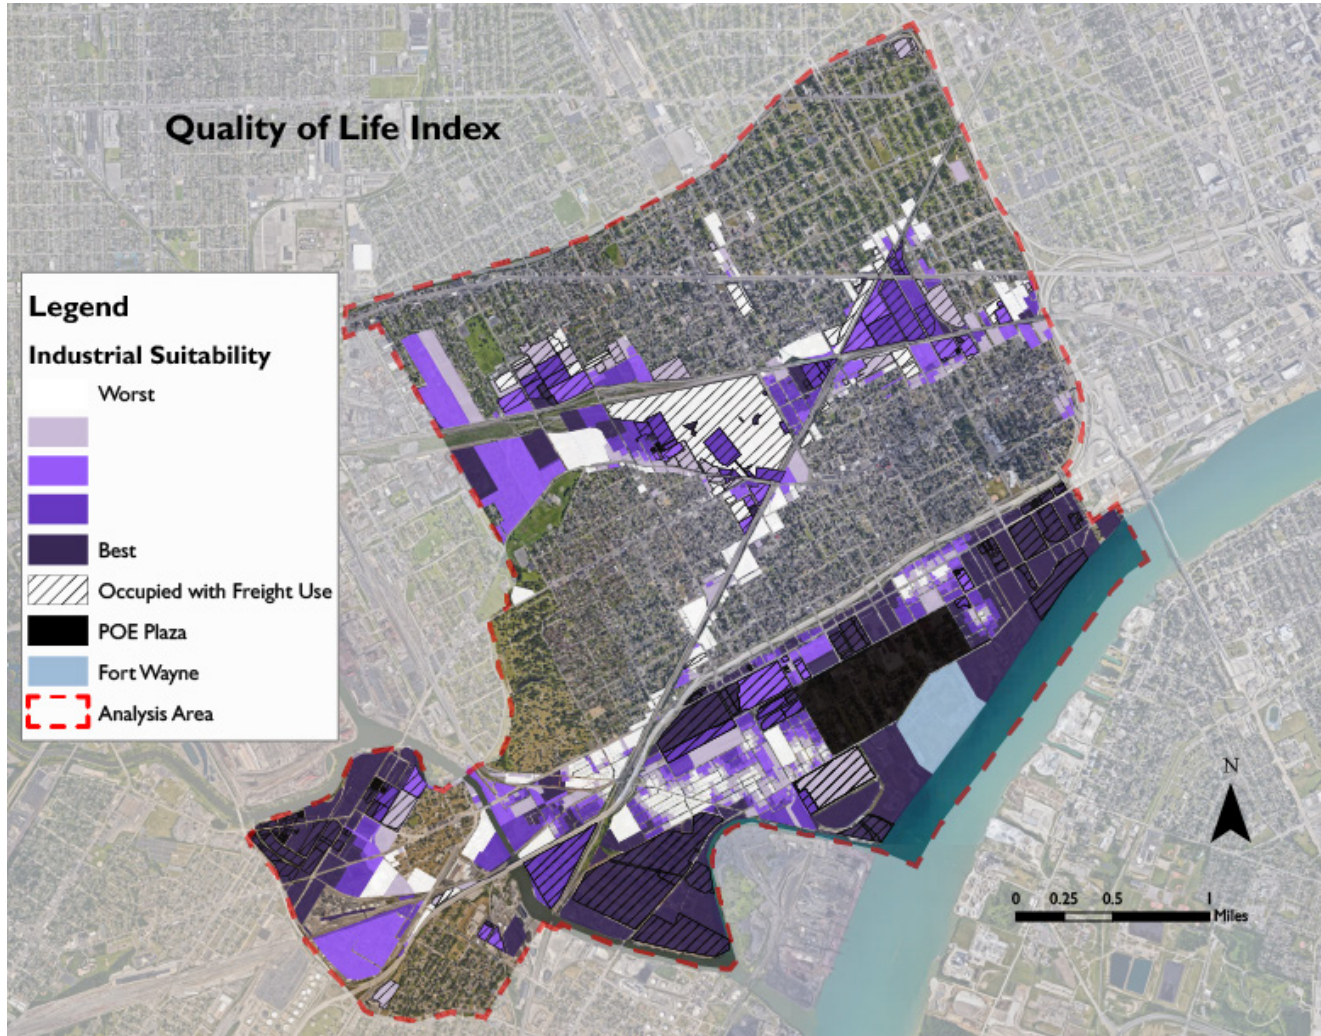 Quality of Life Index
Legend
Industrial Suitability
Worst
Best
Occupied with Freight Use
POE Plaza
Fort Wayne
Analysis Area
N
0 0.25 0.5 1
Miles